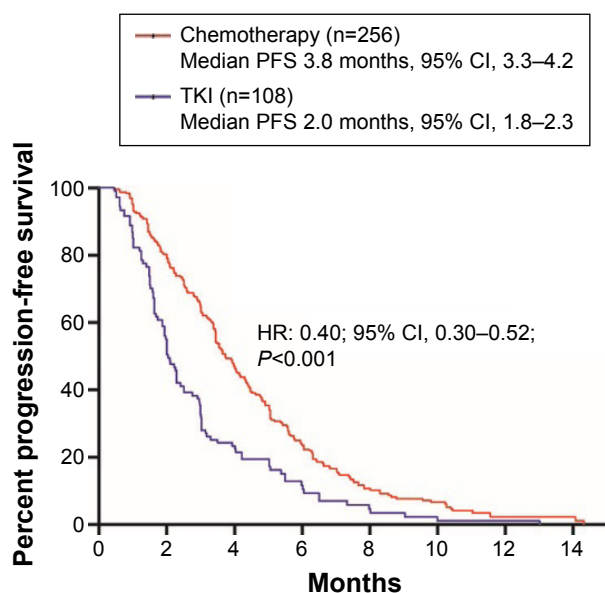 Chemotherapy (n=256)
Median PFS 3.8 months, 95% CI, 3.3–4.2
TKI (n=108)
Median PFS 2.0 months, 95% CI, 1.8–2.3
Percent progression-free survival
100
80
60
40
20
0
HR: 0.40; 95% CI, 0.30–0.52;
P<0.001
0 2 4 6 8 10 12 14
Months